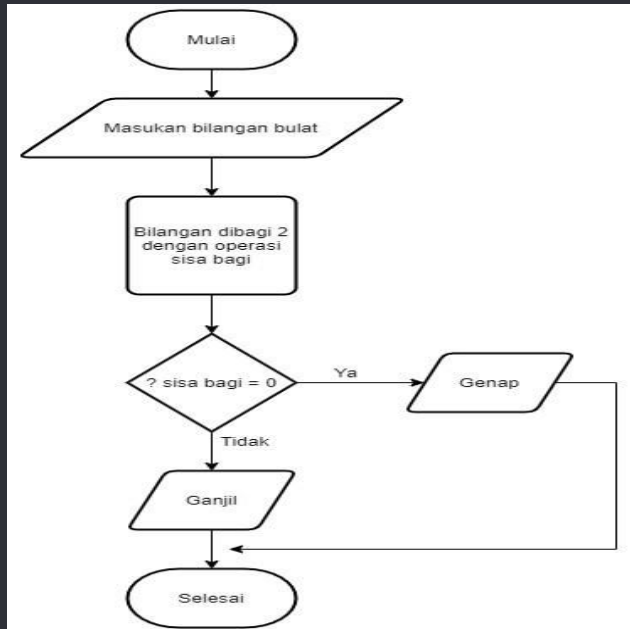 Mulai
Masukan bilangan bulat
Bilangan dibagi 2
dengan operasi
sisa bagi
? sisa bagi = 0
Ya
Genap
Tidak
Ganjil
Selesai